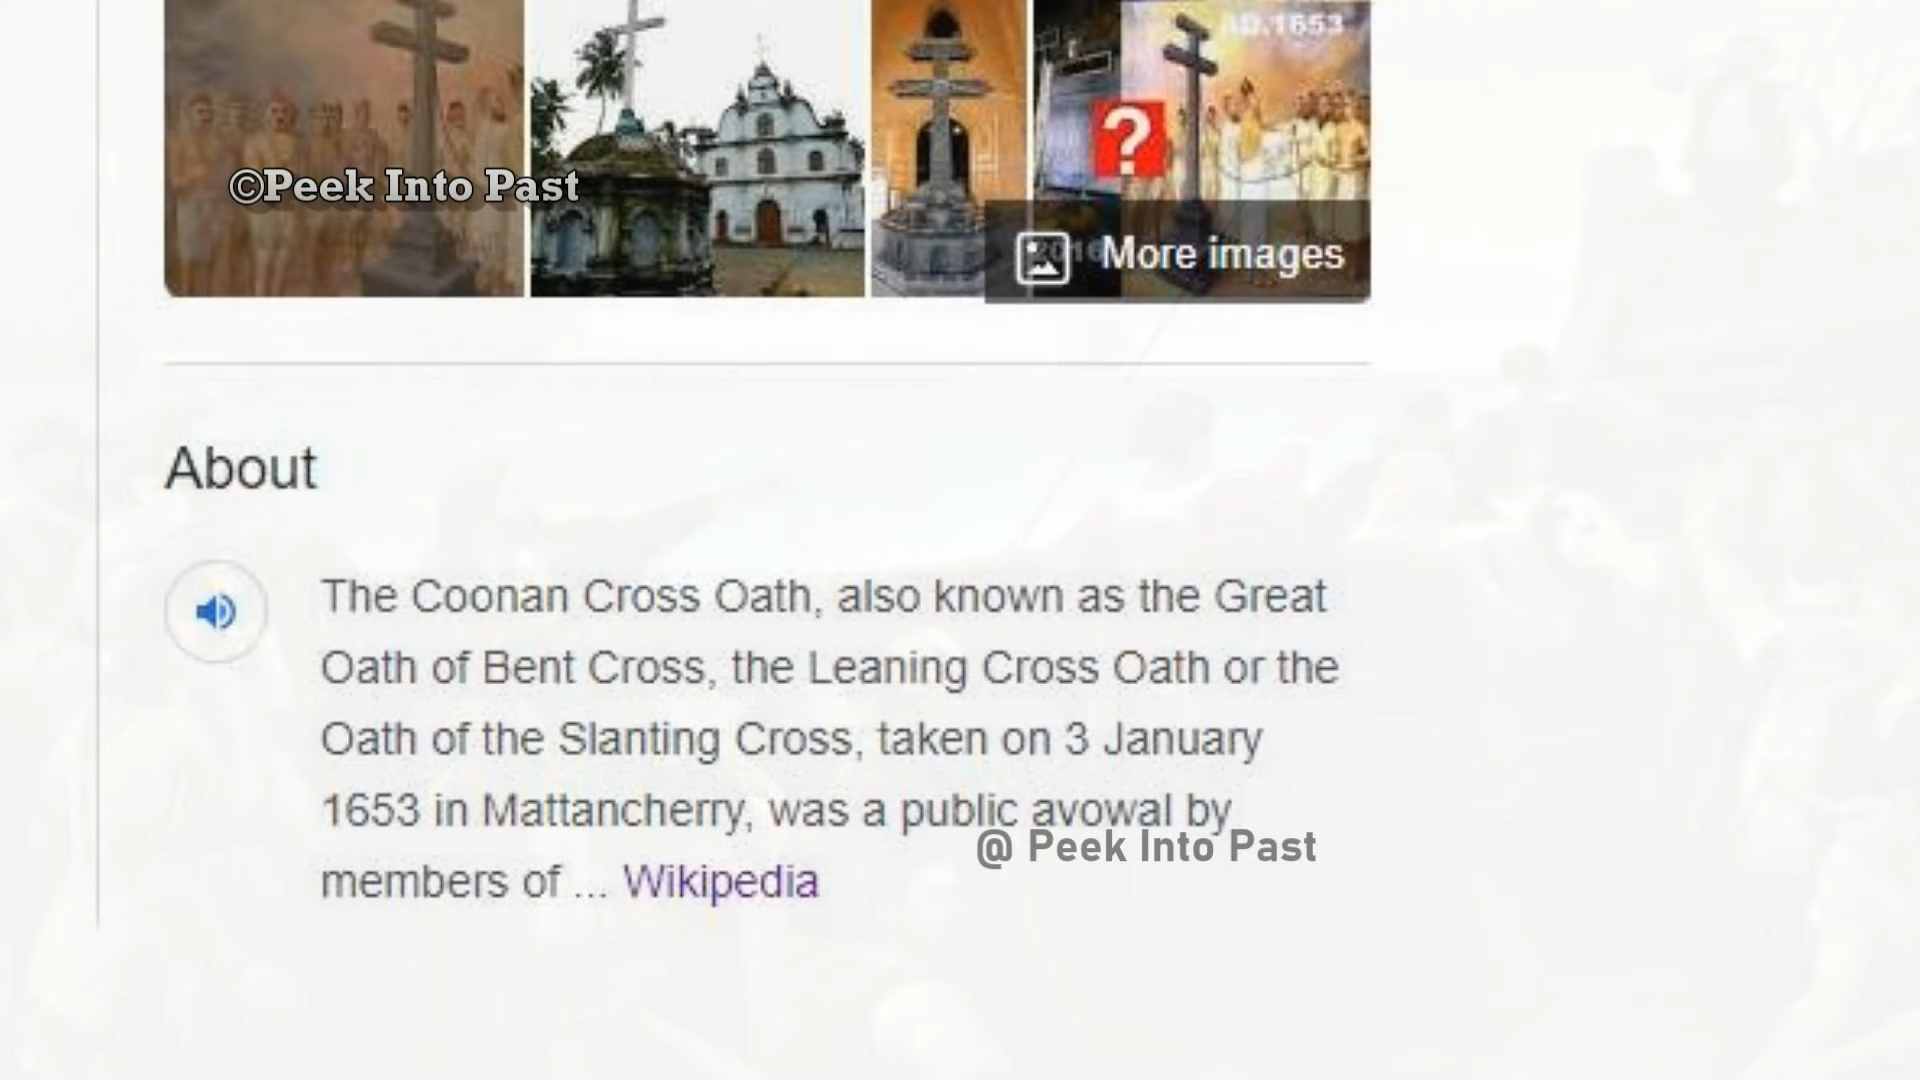 AD.1653
?
©Peek Into Past
More images
About
The Coonan Cross Oath, also known as the Great
Oath of Bent Cross, the Leaning Cross Oath or the
Oath of the Slanting Cross, taken on 3 January
1653 in Mattancherry, was a public avowal by
@ Peek Into Past
members of ... Wikipedia